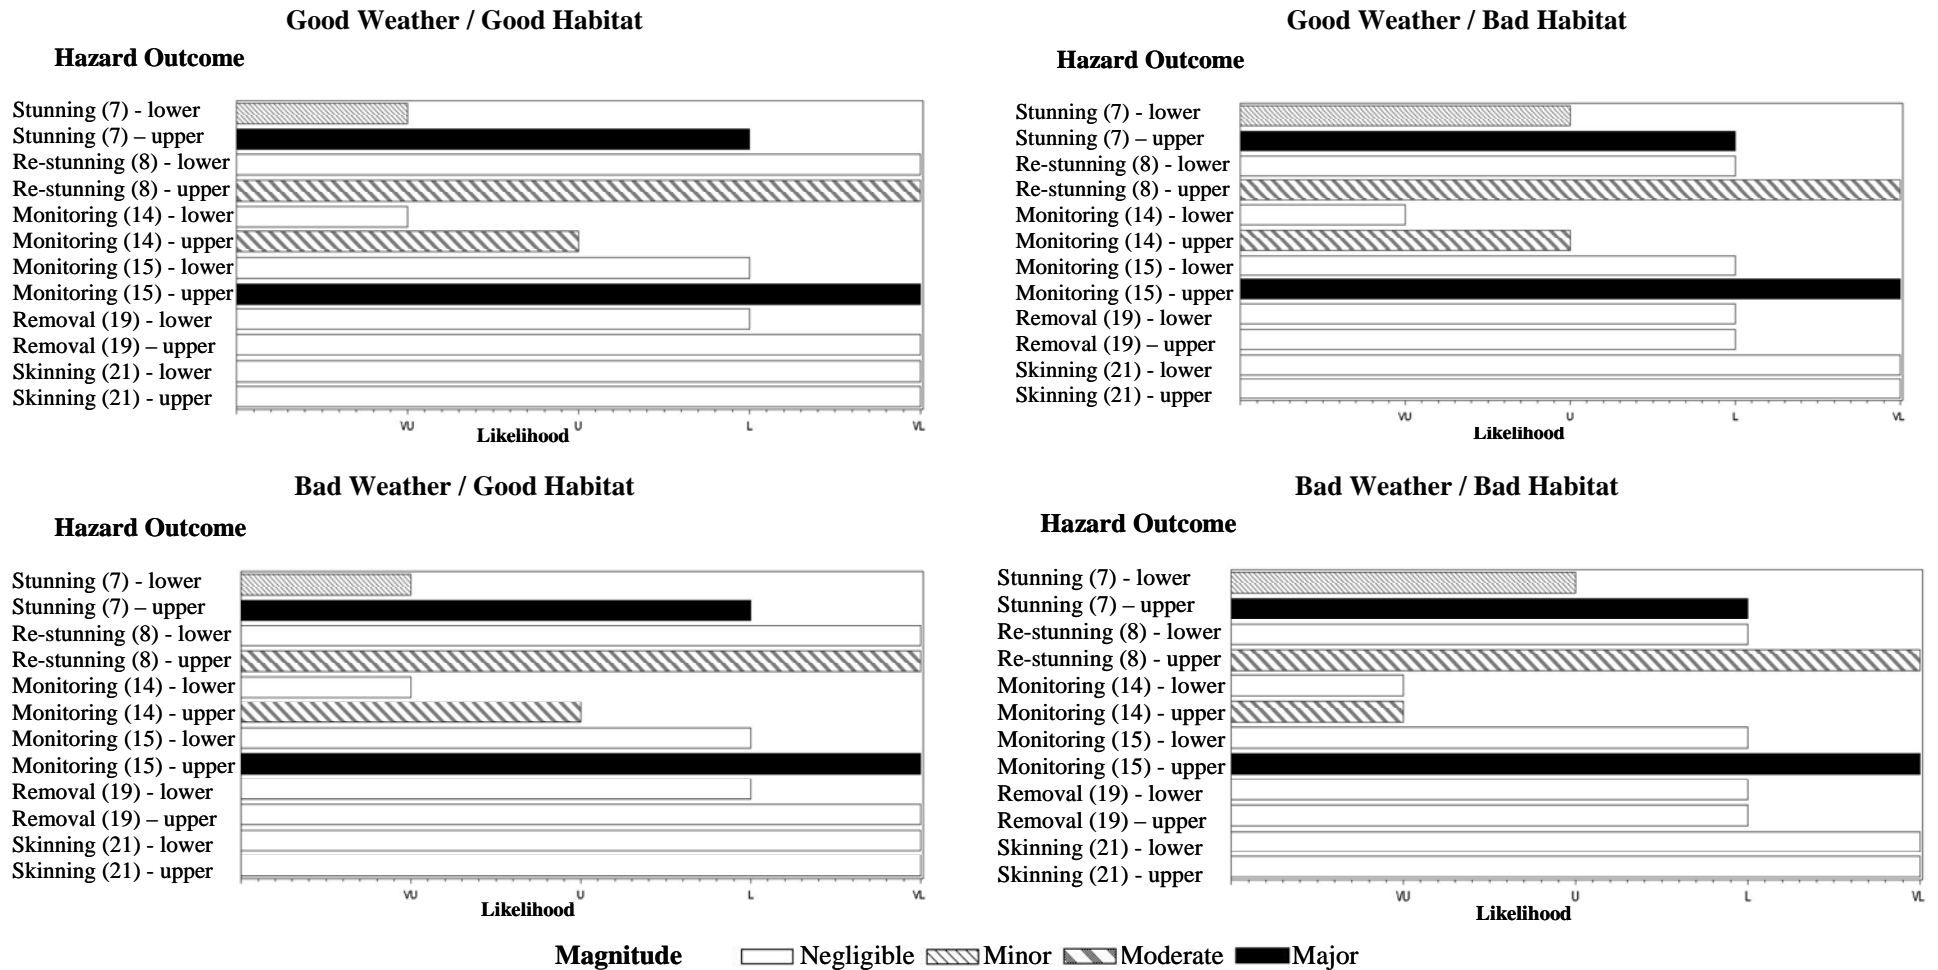 Good Weather / Good Habitat
Hazard Outcome
Stunning (7) - lower
Stunning (7) – upper
Re-stunning (8) - lower
Re-stunning (8) - upper
Monitoring (14) - lower
Monitoring (14) - upper
Monitoring (15) - lower
Monitoring (15) - upper
Removal (19) - lower
Removal (19) – upper
Skinning (21) - lower
Skinning (21) - upper
VU U L VL
Likelihood
Good Weather / Bad Habitat
Hazard Outcome
Stunning (7) - lower
Stunning (7) – upper
Re-stunning (8) - lower
Re-stunning (8) - upper
Monitoring (14) - lower
Monitoring (14) - upper
Monitoring (15) - lower
Monitoring (15) - upper
Removal (19) - lower
Removal (19) – upper
Skinning (21) - lower
Skinning (21) - upper
VU U L VL
Likelihood
Bad Weather / Good Habitat
Hazard Outcome
Stunning (7) - lower
Stunning (7) – upper
Re-stunning (8) - lower
Re-stunning (8) - upper
Monitoring (14) - lower
Monitoring (14) - upper
Monitoring (15) - lower
Monitoring (15) - upper
Removal (19) - lower
Removal (19) – upper
Skinning (21) - lower
Skinning (21) - upper
VU U L VL
Likelihood
Bad Weather / Bad Habitat
Hazard Outcome
Stunning (7) - lower
Stunning (7) – upper
Re-stunning (8) - lower
Re-stunning (8) - upper
Monitoring (14) - lower
Monitoring (14) - upper
Monitoring (15) - lower
Monitoring (15) - upper
Removal (19) - lower
Removal (19) – upper
Skinning (21) - lower
Skinning (21) - upper
VU U L VL
Likelihood
Magnitude Negligible Minor Moderate Major